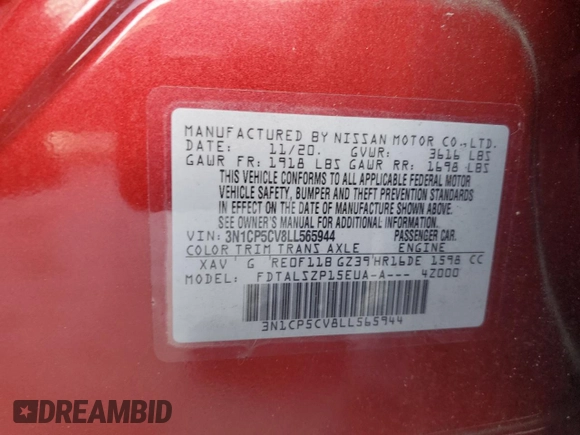 MANUFACTURED BY NISSAN MOTOR CO.,LTD.
DATE: 11/20. GVWR: 3616 LBS
GAWR FR: 1918 LBS GAWR RR: 1698 LBS
THIS VEHICLE CONFORMS TO ALL APPLICABLE FEDERAL MOTOR
VEHICLE SAFETY, BUMPER AND THEFT PREVENTION STANDARDS
IN EFFECT ON THE DATE OF MANUFACTURE SHOWN ABOVE.
SEE OWNER'S MANUAL FOR FURTHER INFORMATION.
VIN: 3N1CP5CV8LL565944 PASSENGER CAR.
COLOR TRIM TRANS AXLE ENGINE
XAV G RE0F11B GZ39 HR16DE 1598 CC
MODEL: FDTALSZP15EUA-A--- 42000
3N1CP5CV8LL565944
DREAMBID